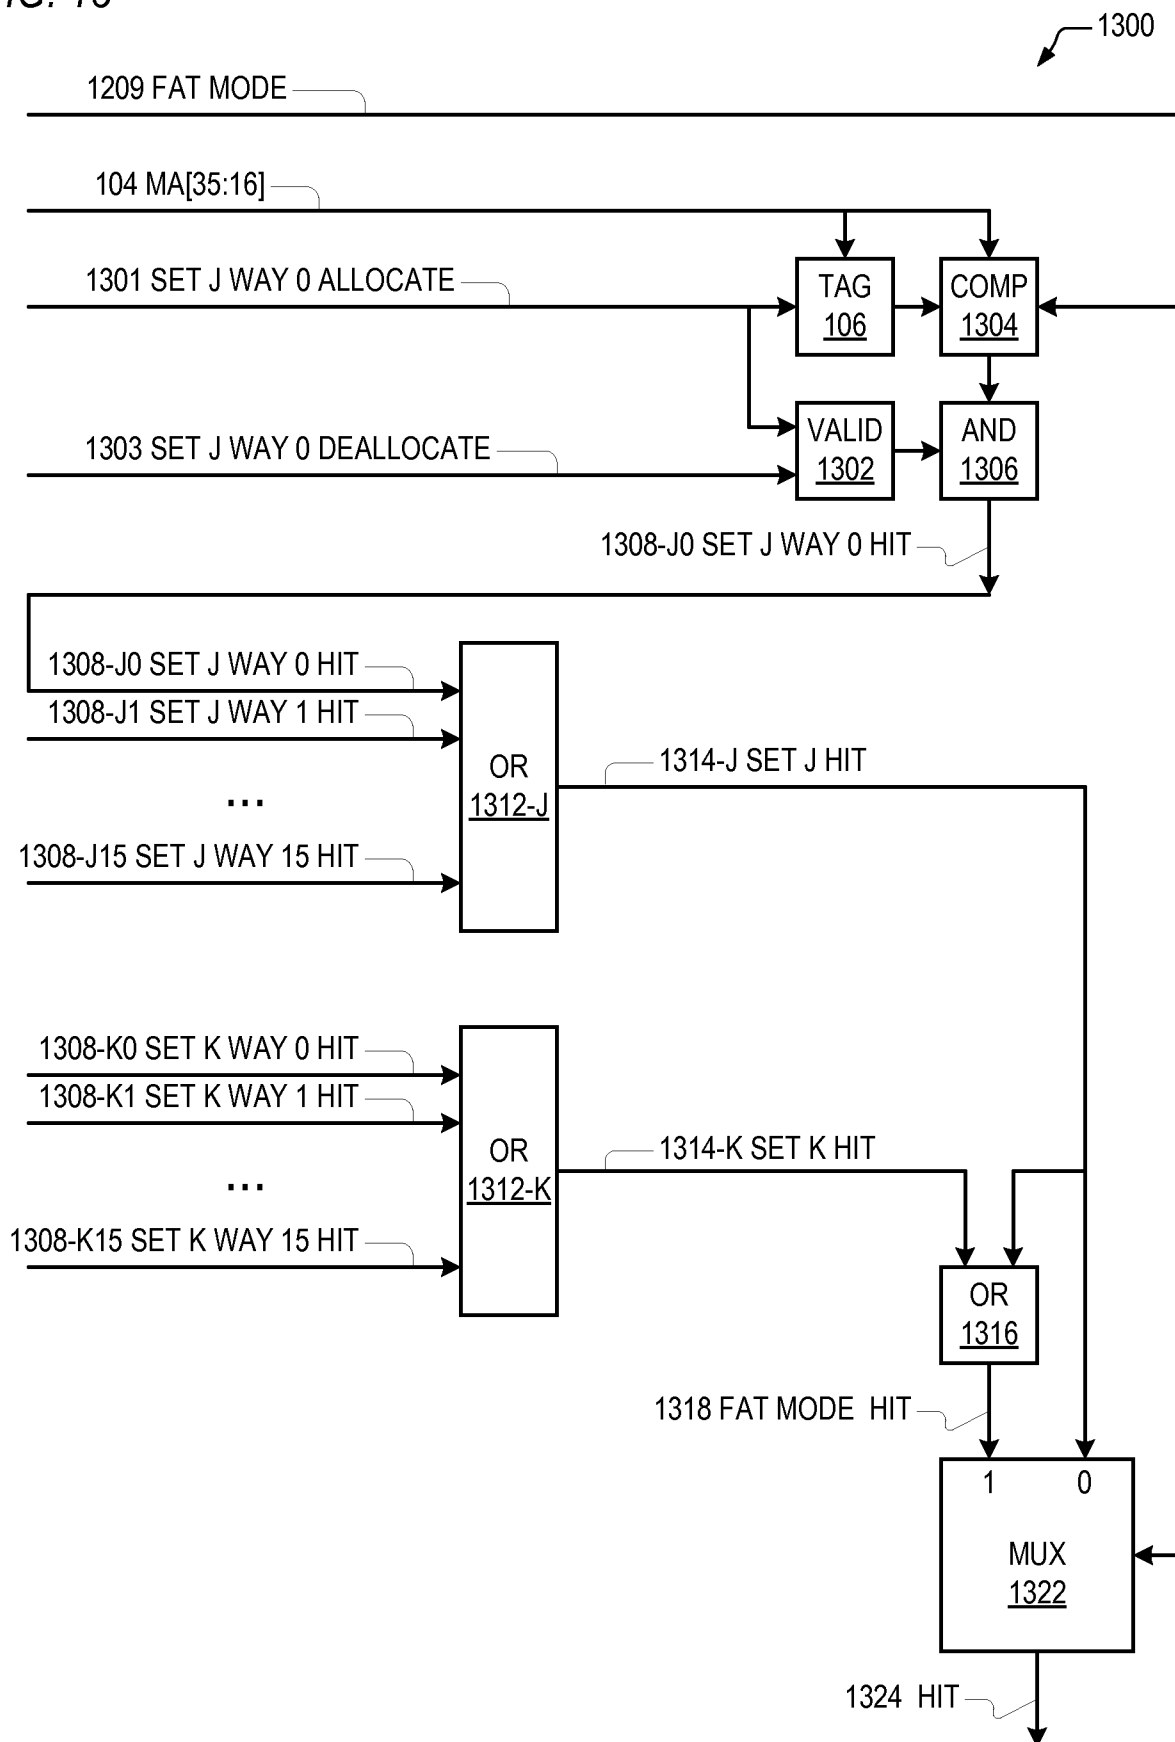 1300
1209 FAT MODE
104 MA[35:16]
1301 SET J WAY 0 ALLOCATE
TAG
106
COMP
1304
1303 SET J WAY 0 DEALLOCATE
VALID
1302
AND
1306
1308-J0 SET J WAY 0 HIT
1308-J0 SET J WAY 0 HIT
1308-J1 SET J WAY 1 HIT
...
1308-J15 SET J WAY 15 HIT
OR
1312-J
1314-J SET J HIT
1308-K0 SET K WAY 0 HIT
1308-K1 SET K WAY 1 HIT
...
1308-K15 SET K WAY 15 HIT
OR
1312-K
1314-K SET K HIT
OR
1316
1318 FAT MODE HIT
1 0
MUX
1322
1324 HIT